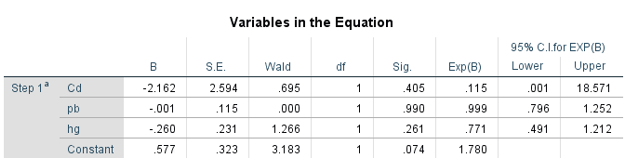 Variables in the Equation
95% C.I.for EXP(B)
B S.E. Wald df Sig. Exp(B) Lower Upper
Step 1a Cd -2.162 2.594 .695 1 .405 .115 .001 18.571
pb -.001 .115 .000 1 .990 .999 .796 1.252
hg -.260 .231 1.266 1 .261 .771 .491 1.212
Constant .577 .323 3.183 1 .074 1.780